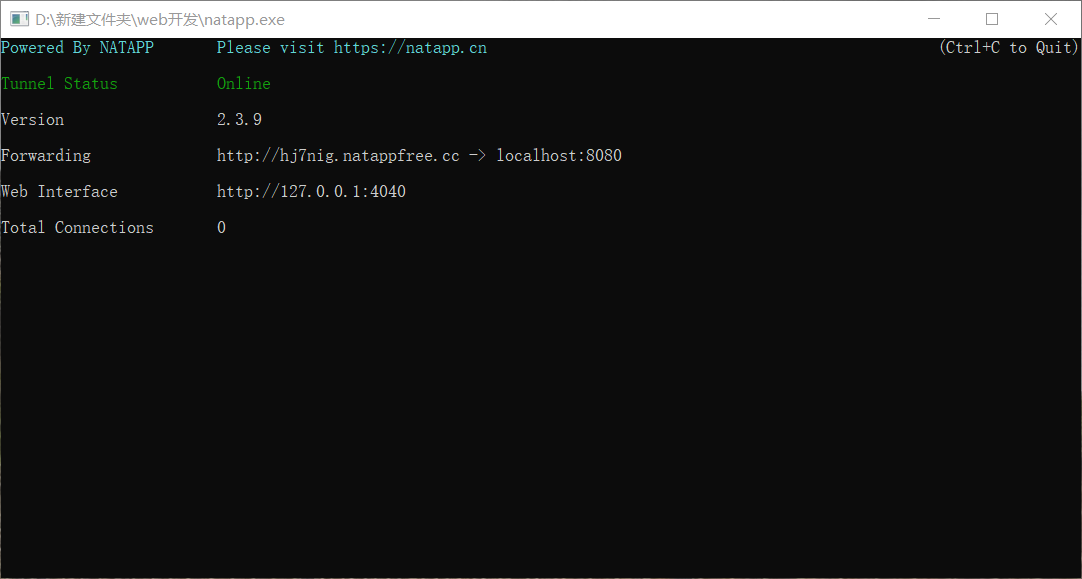 D:\新建文件夹\web开发\natapp.exe
Powered By NATAPP Please visit https://natapp.cn (Ctrl+C to Quit)
Tunnel Status Online
Version 2.3.9
Forwarding http://hj7nig.natappfree.cc -> localhost:8080
Web Interface http://127.0.0.1:4040
Total Connections 0